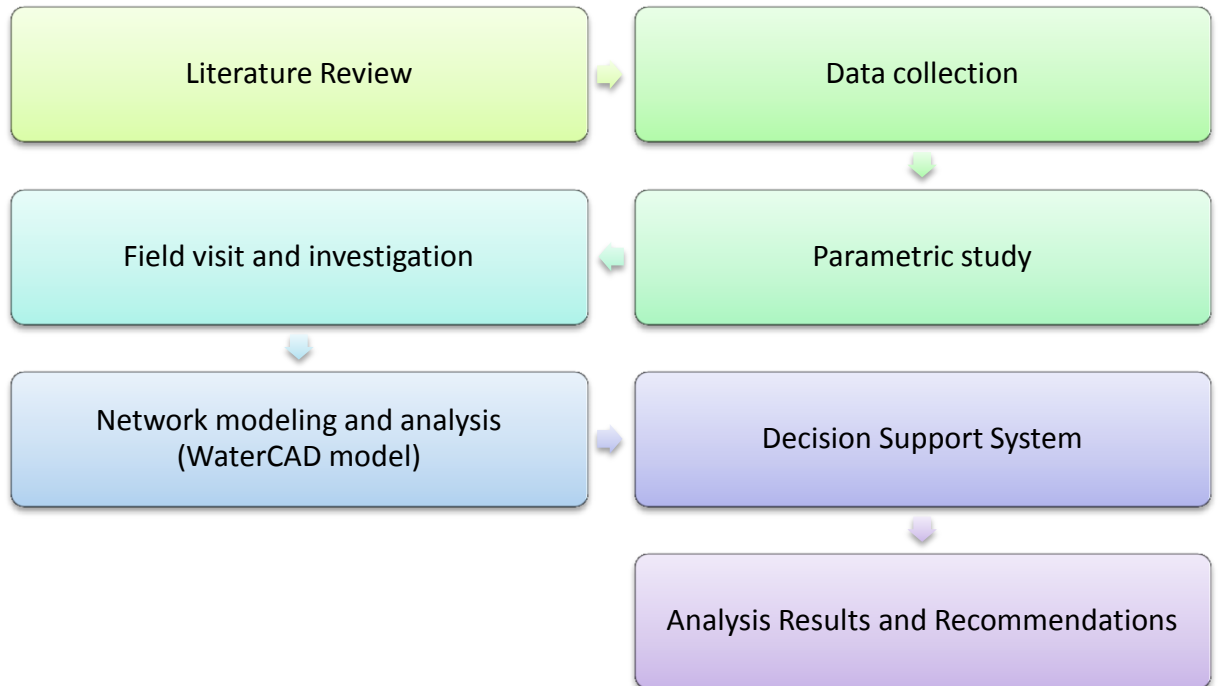 Literature Review
Data collection
Parametric study
Field visit and investigation
Network modeling and analysis
(WaterCAD model)
Decision Support System
Analysis Results and Recommendations